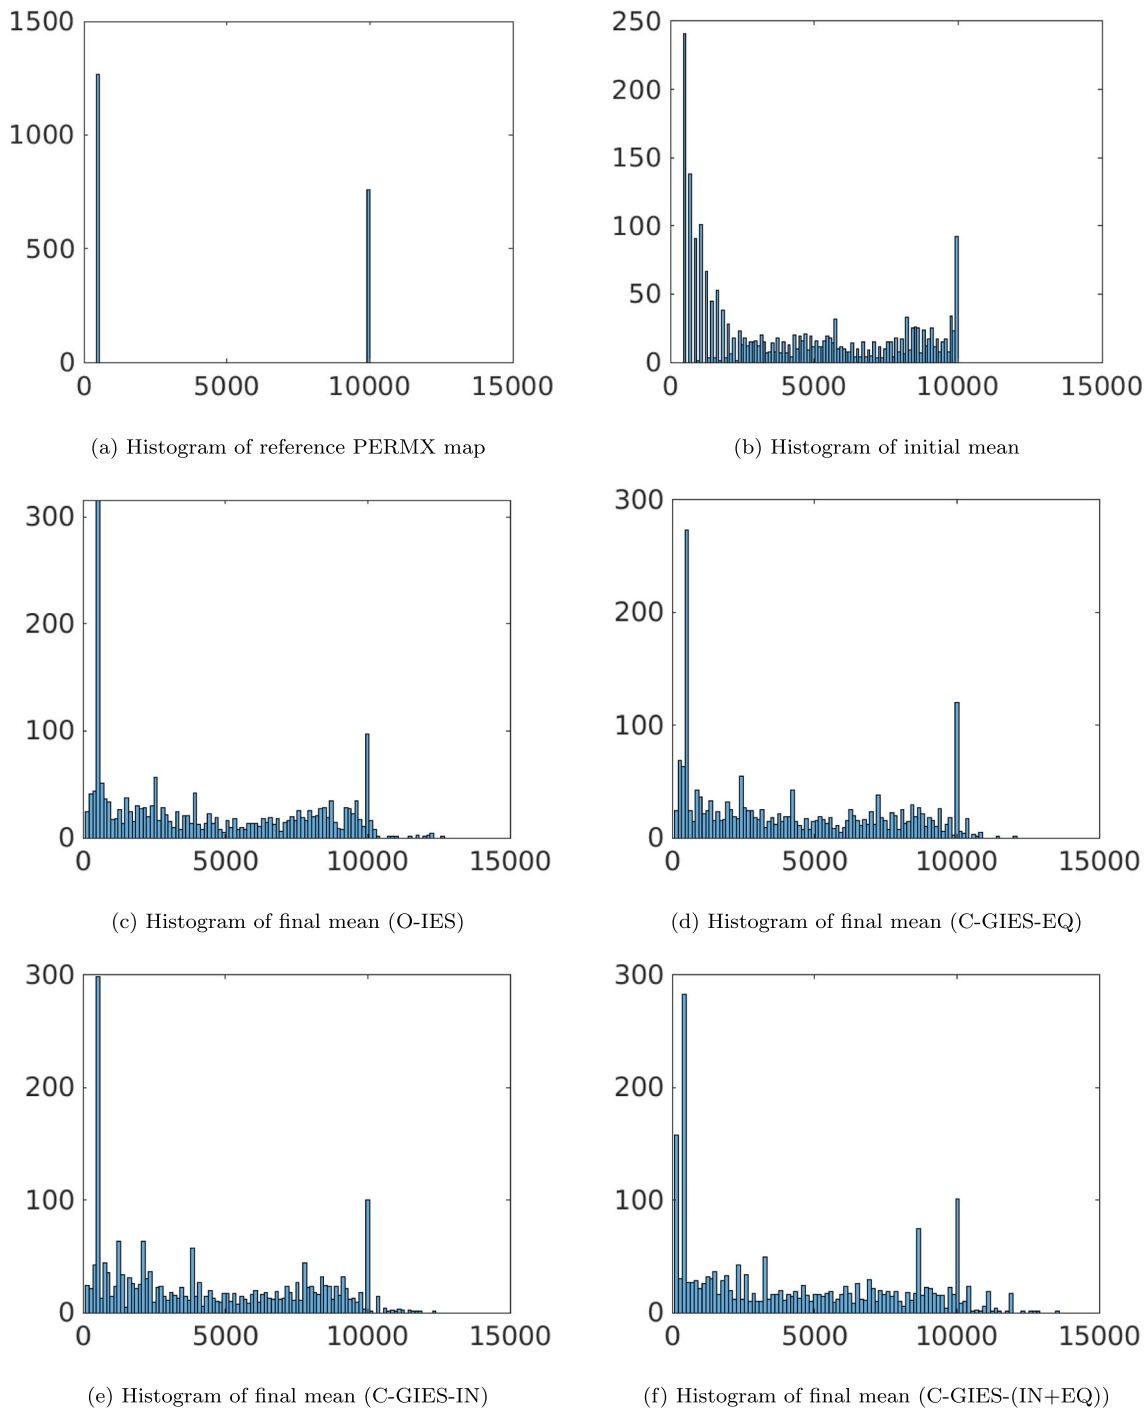 1500
1000
500
0
0 5000 10000 15000
(a) Histogram of reference PERMX map
250
200
150
100
50
0
0 5000 10000 15000
(b) Histogram of initial mean
300
200
100
0
0 5000 10000 15000
(c) Histogram of final mean (O-IES)
300
200
100
0
0 5000 10000 15000
(d) Histogram of final mean (C-GIES-EQ)
300
200
100
0
0 5000 10000 15000
(e) Histogram of final mean (C-GIES-IN)
300
200
100
0
0 5000 10000 15000
(f) Histogram of final mean (C-GIES-(IN+EQ))